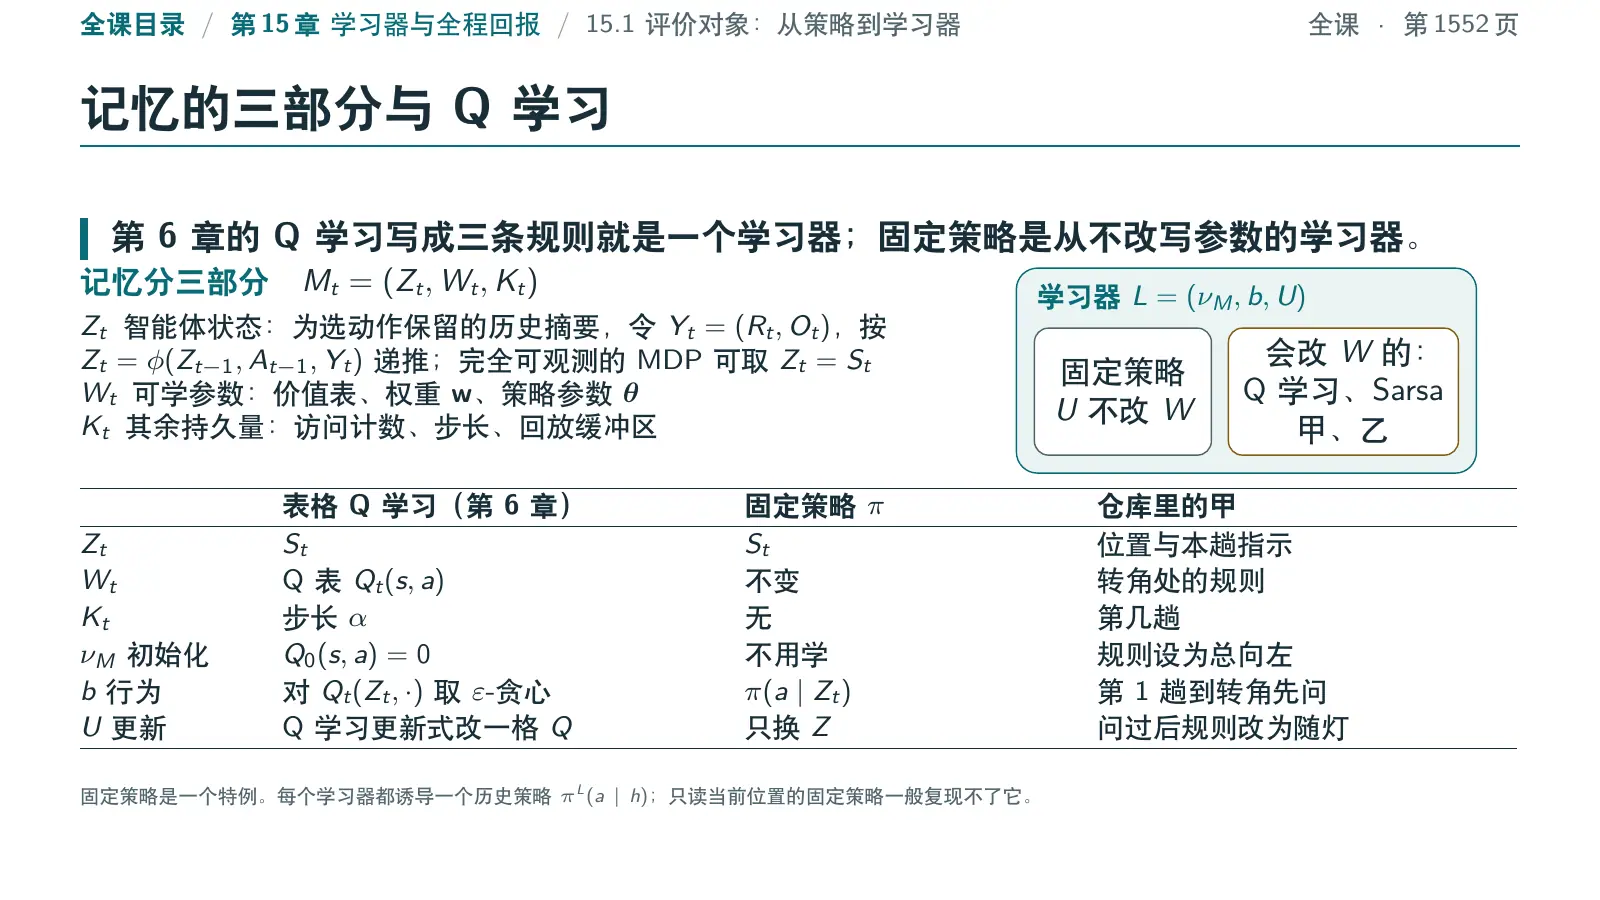 全课目录 / 第 15 章 学习器与全程回报 / 15.1 评价对象：从策略到学习器
全课 · 第 1552 页
记忆的三部分与 Q 学习
第 6 章的 Q 学习写成三条规则就是一个学习器；固定策略是从不改写参数的学习器。
记忆分三部分 M_t = (Z_t, W_t, K_t)
Z_t 智能体状态：为选动作保留的历史摘要，令 Y_t = (R_t, O_t)，按
Z_t = ϕ(Z_{t−1}, A_{t−1}, Y_t) 递推；完全可观测的 MDP 可取 Z_t = S_t
W_t 可学参数：价值表、权重 w、策略参数 θ
K_t 其余持久量：访问计数、步长、回放缓冲区
学习器 L = (ν_M, b, U)
固定策略
U 不改 W
会改 W 的：
Q 学习、Sarsa
甲、乙
表格 Q 学习（第 6 章） 固定策略 π 仓库里的甲
Z_t S_t S_t 位置与本趟指示
W_t Q 表 Q_t(s, a) 不变 转角处的规则
K_t 步长 α 无 第几趟
ν_M 初始化 Q_0(s, a) = 0 不用学 规则设为总向左
b 行为 对 Q_t(Z_t, ·) 取 ε-贪心 π(a | Z_t) 第 1 趟到转角先问
U 更新 Q 学习更新式改一格 Q 只换 Z 问过后规则改为随灯
固定策略是一个特例。每个学习器都诱导一个历史策略 π^L(a | h)；只读当前位置的固定策略一般复现不了它。